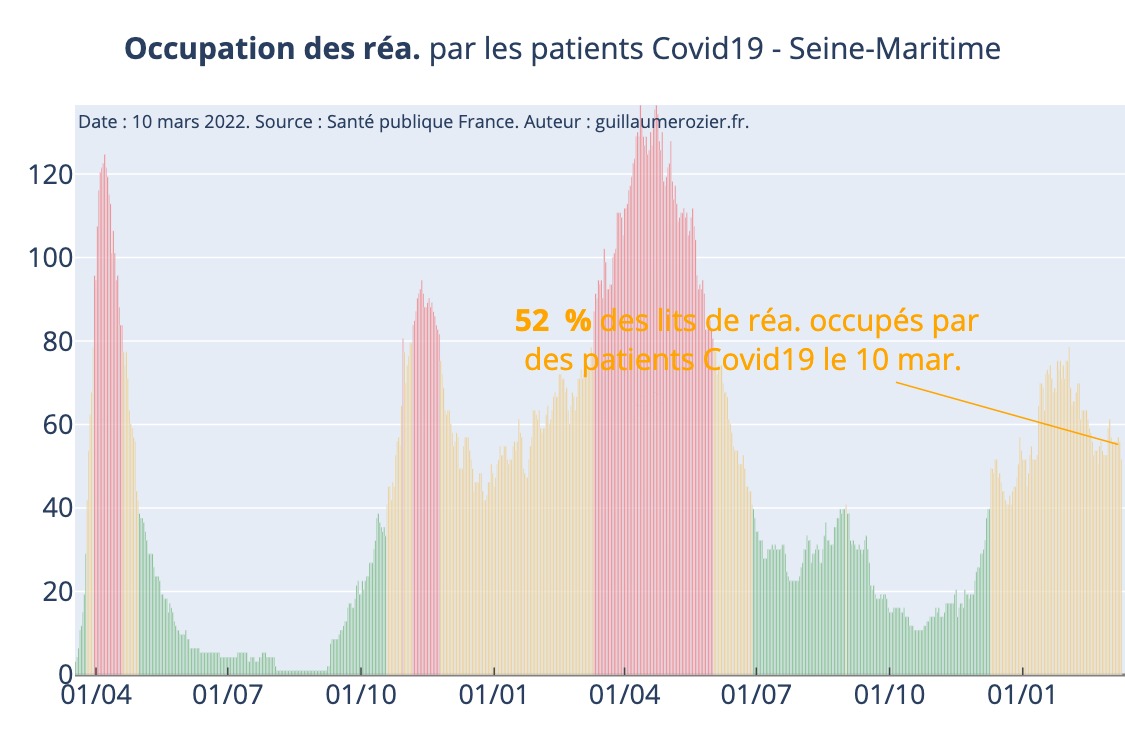 Occupation des réa. par les patients Covid19 - Seine-Maritime
Date : 10 mars 2022. Source : Santé publique France. Auteur : guillaumerozier.fr.
120
100
80
60
40
20
0
52 % des lits de réa. occupés par
des patients Covid19 le 10 mar.
01/04 01/07 01/10 01/01 01/04 01/07 01/10 01/01